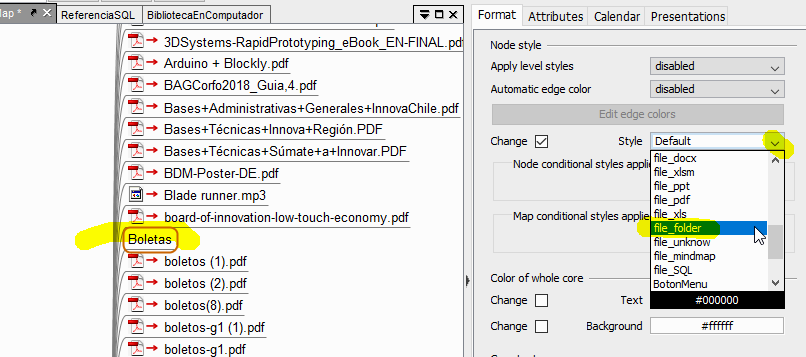 Map *
ReferenciaSQL
BibliotecaEnComputador
3DSystems-RapidPrototyping_eBook_EN-FINAL.pdf
Arduino + Blockly.pdf
BAGCorfo2018_Guia,4.pdf
Bases+Administrativas+Generales+InnovaChile.pdf
Bases+Técnicas+Innova+Región.PDF
Bases+Técnicas+Súmate+a+Innovar.PDF
BDM-Poster-DE.pdf
Blade runner.mp3
board-of-innovation-low-touch-economy.pdf
Boletas
boletos (1).pdf
boletos (2).pdf
boletos(8).pdf
boletos-g1 (1).pdf
boletos-g1.pdf
Format
Attributes
Calendar
Presentations
Node style
Apply level styles
disabled
Automatic edge color
disabled
Edit edge colors
Change
Style
Default
file_docx
file_xlsm
file_ppt
file_pdf
file_xls
file_folder
file_unknow
file_mindmap
file_SQL
BotonMenu
Node conditional styles applied
Map conditional styles applied
Color of whole core
Change
Text
#000000
Change
Background
#ffffff